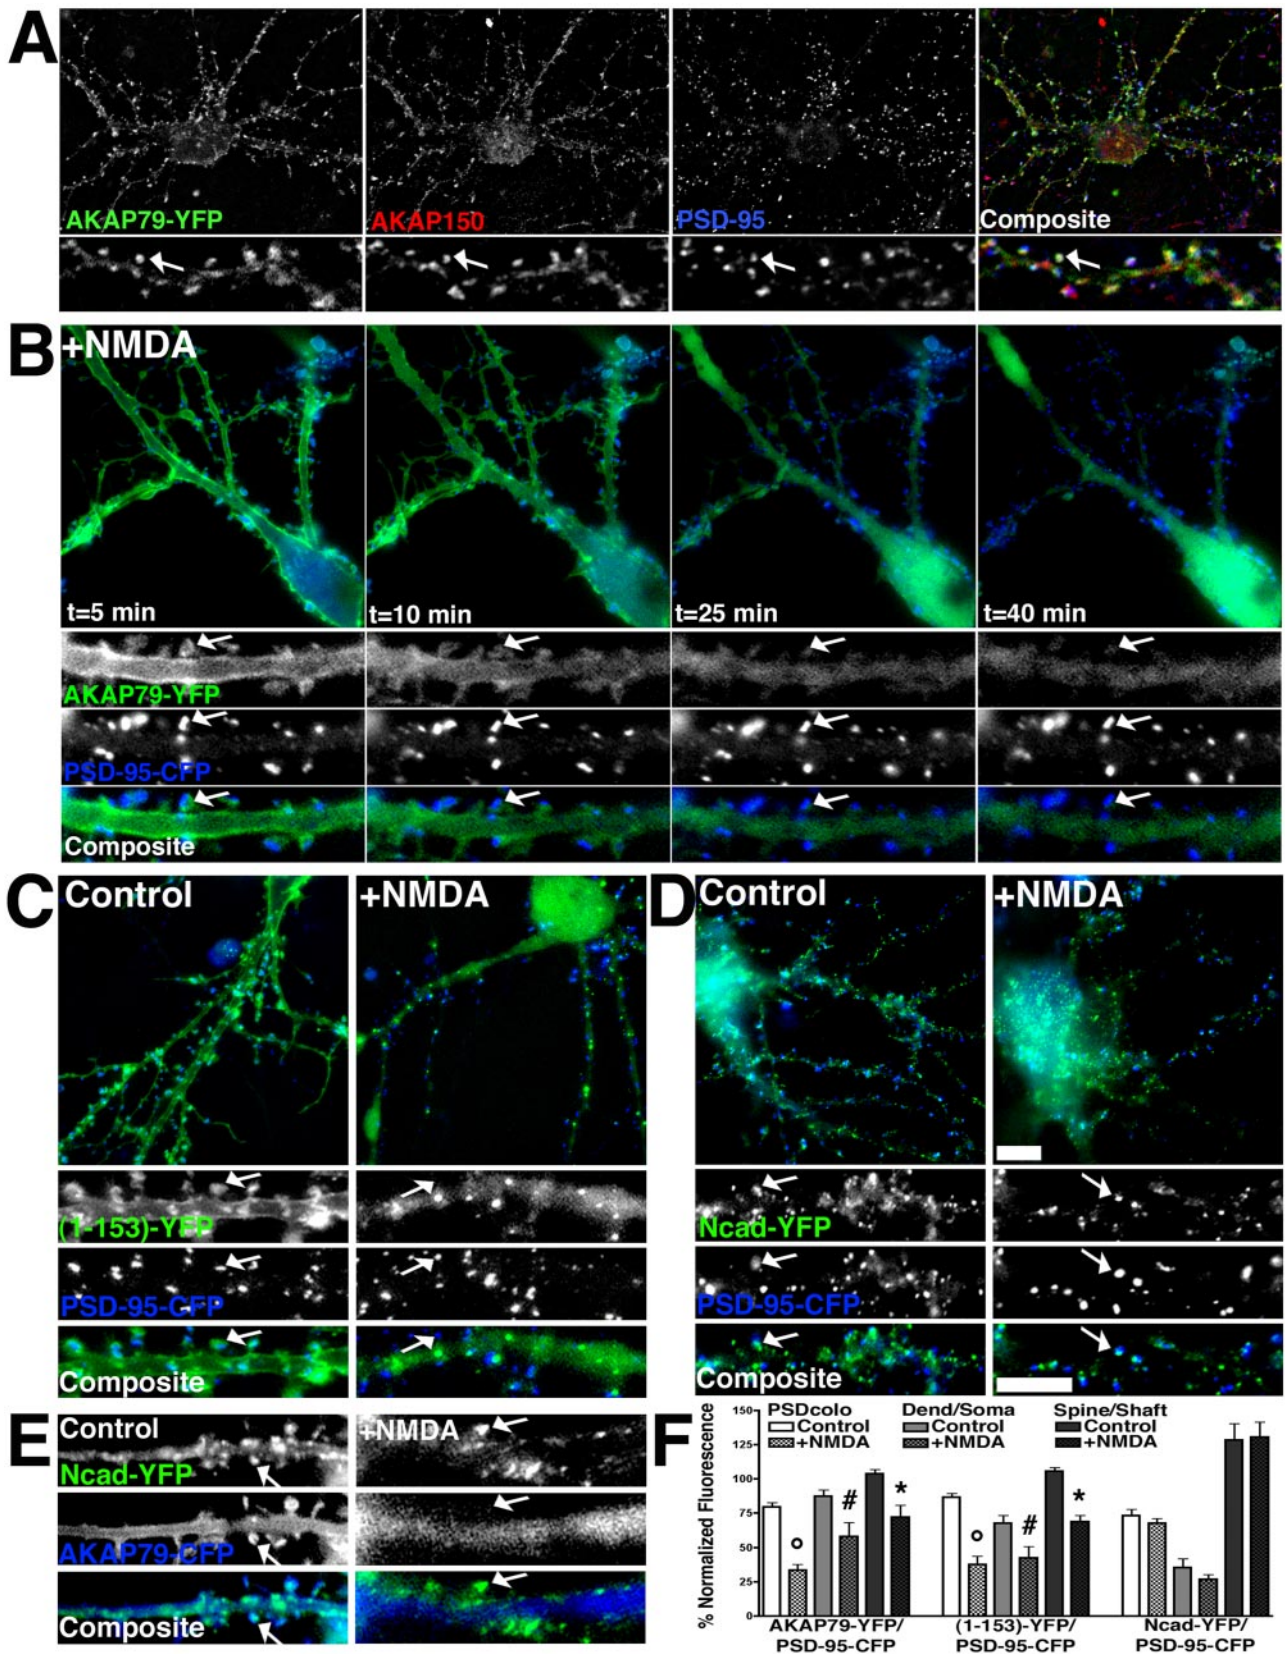 A
AKAP79-YFP
AKAP150
PSD-95
Composite
B
+NMDA
t=5 min
t=10 min
t=25 min
t=40 min
AKAP79-YFP
PSD-95-CFP
Composite
C
Control
+NMDA
(1-153)-YFP
PSD-95-CFP
Composite
D
Control
+NMDA
Ncad-YFP
PSD-95-CFP
Composite
E
Control
+NMDA
Ncad-YFP
AKAP79-CFP
Composite
F
PSDcolo Dend/Soma Spine/Shaft
Control Control Control
+NMDA +NMDA +NMDA
% Normalized Fluorescence
150
125
100
75
50
25
0
# *
# *
AKAP79-YFP/ (1-153)-YFP/ Ncad-YFP/
PSD-95-CFP PSD-95-CFP PSD-95-CFP